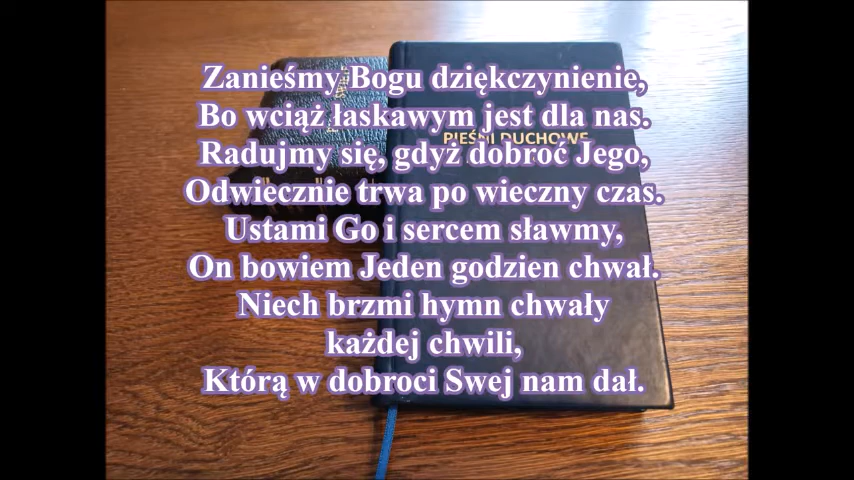 Zanieśmy Bogu dziękczynienie,
Bo wciąż łaskawym jest dla nas.
PIEŚNI DUCHOWE
Radujmy się, gdyż dobroć Jego,
Odwiecznie trwa po wieczny czas.
Ustami Go i sercem sławmy,
On bowiem Jeden godzien chwał.
Niech brzmi hymn chwały
każdej chwili,
Którą w dobroci Swej nam dał.